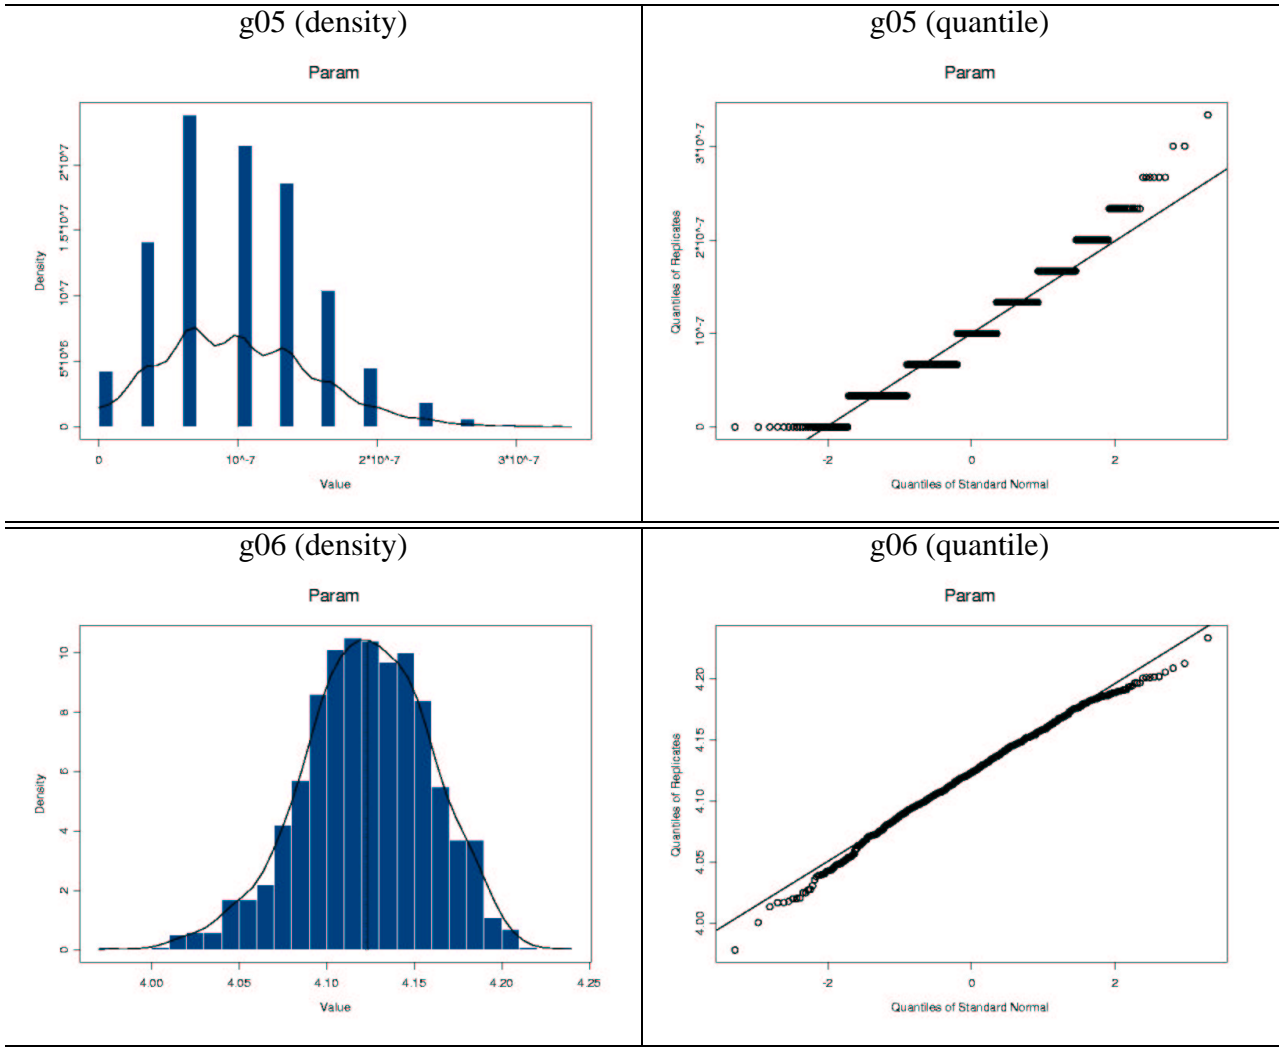 g05 (density)
g05 (quantile)
Param
Density
0
5*10^6
10^7
1.5*10^7
2*10^7
0
10^-7
2*10^-7
3*10^-7
Value
Param
Quantiles of Replicates
0
10^-7
2*10^-7
3*10^-7
-2
0
2
Quantiles of Standard Normal
g06 (density)
g06 (quantile)
Param
Density
0
2
4
6
8
10
4.00
4.05
4.10
4.15
4.20
4.25
Value
Param
Quantiles of Replicates
4.00
4.05
4.10
4.15
4.20
-2
0
2
Quantiles of Standard Normal